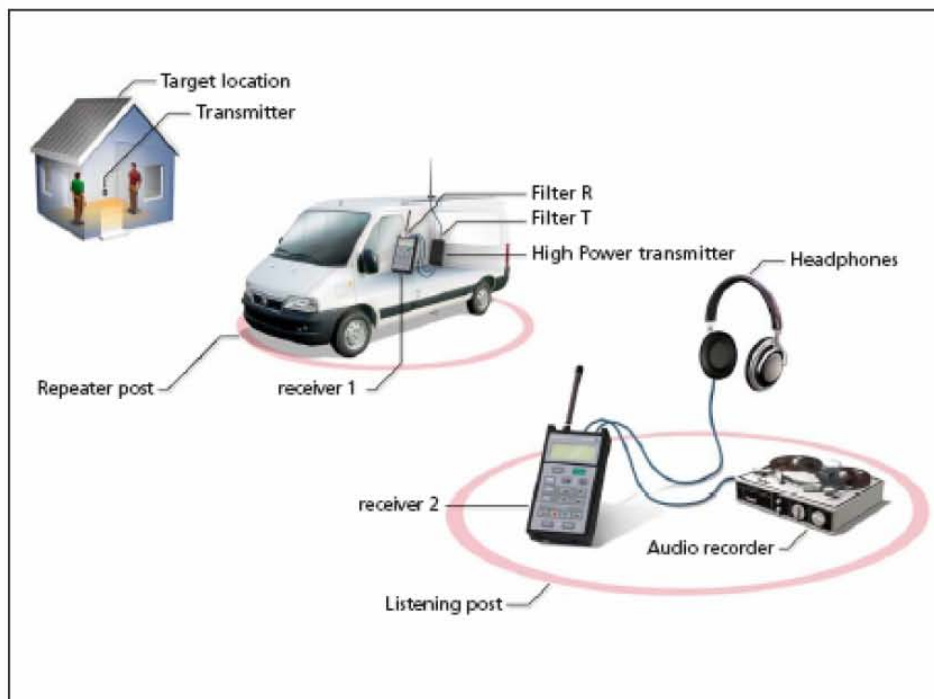 Target location
Transmitter
Filter R
Filter T
High Power transmitter
Headphones
Repeater post
receiver 1
receiver 2
Audio recorder
Listening post